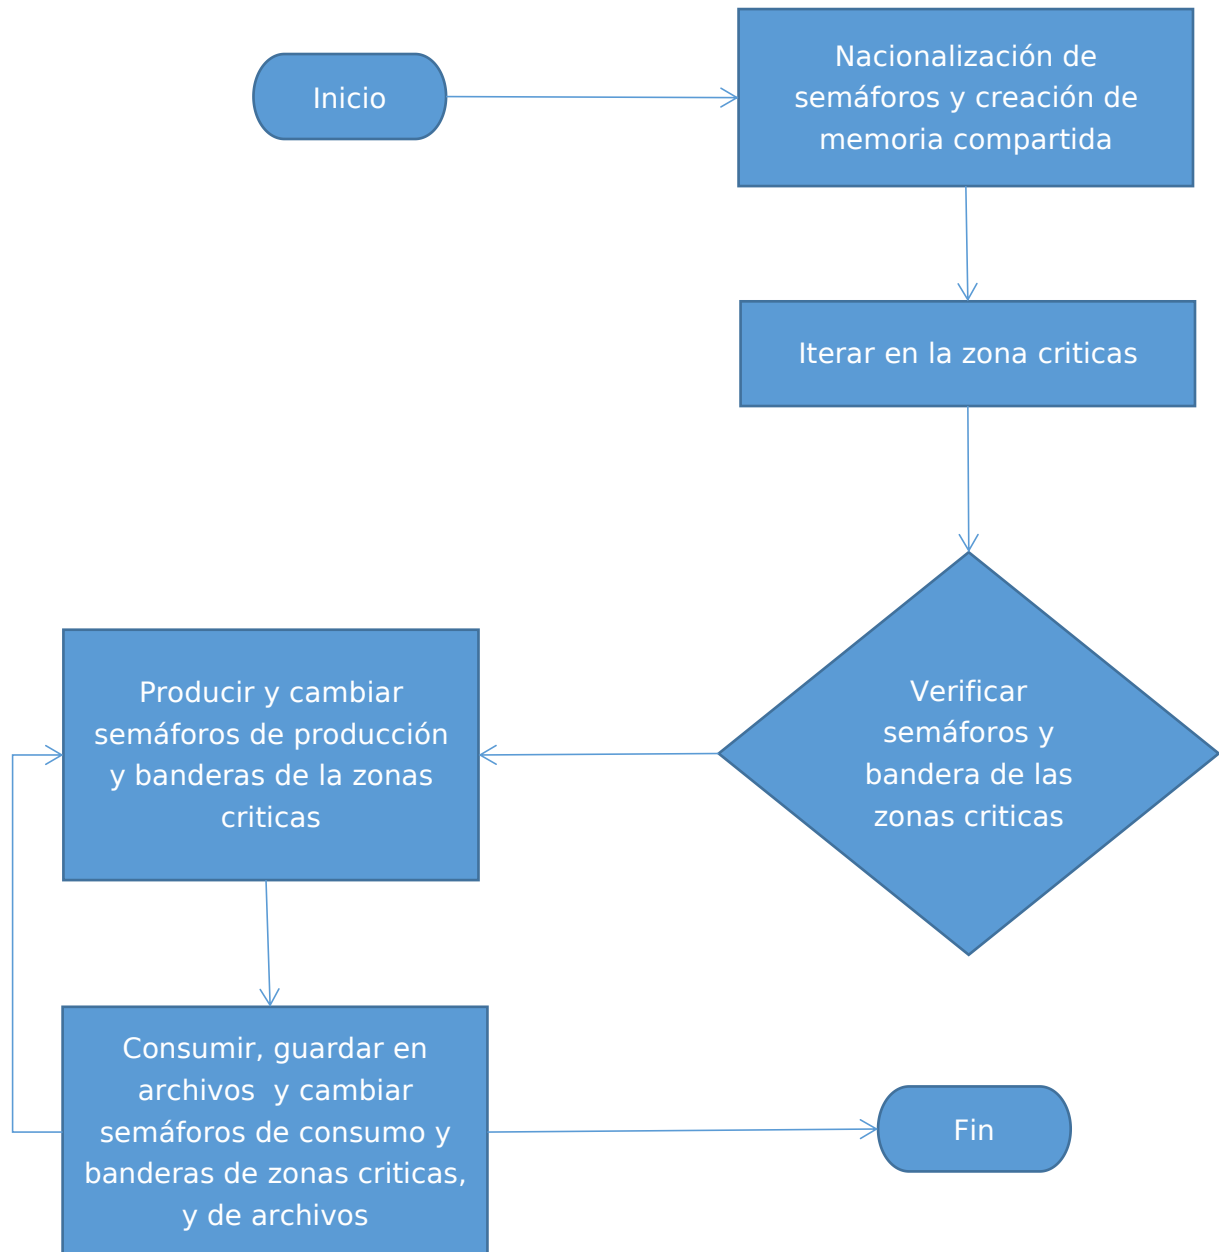 Inicio
Nacionalización de
semáforos y creación de
memoria compartida
Iterar en la zona criticas
Verificar
semáforos y
bandera de las
zonas criticas
Producir y cambiar
semáforos de producción
y banderas de la zonas
criticas
Consumir, guardar en
archivos  y cambiar
semáforos de consumo y
banderas de zonas criticas,
y de archivos
Fin